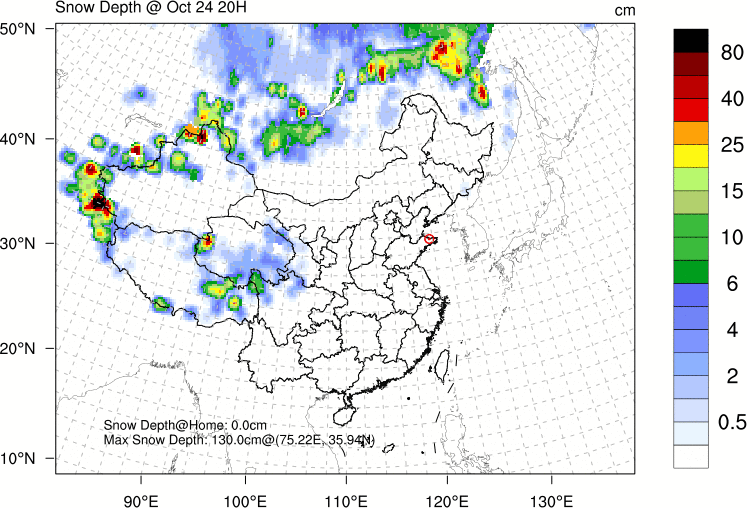 Snow Depth @ Oct 24 20H
cm
50°N
40°N
30°N
20°N
10°N
Snow Depth@Home: 0.0cm
Max Snow Depth: 130.0cm@(75.22E, 35.94N)
90°E 100°E 110°E 120°E 130°E
80
40
25
15
10
6
4
2
0.5